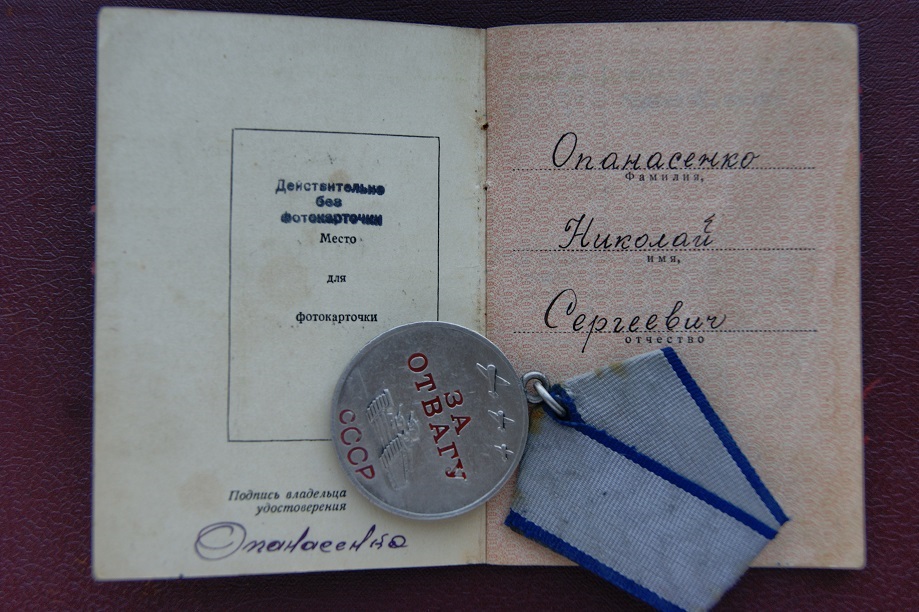 Действительно
без
фотокарточки
Место
для
фотокарточки
Подпись владельца
удостоверения
Опанасенко
Опанасенко
Фамилия,
Николай
имя,
Сергеевич
отчество
ЗА
ОТВАГУ
СССР